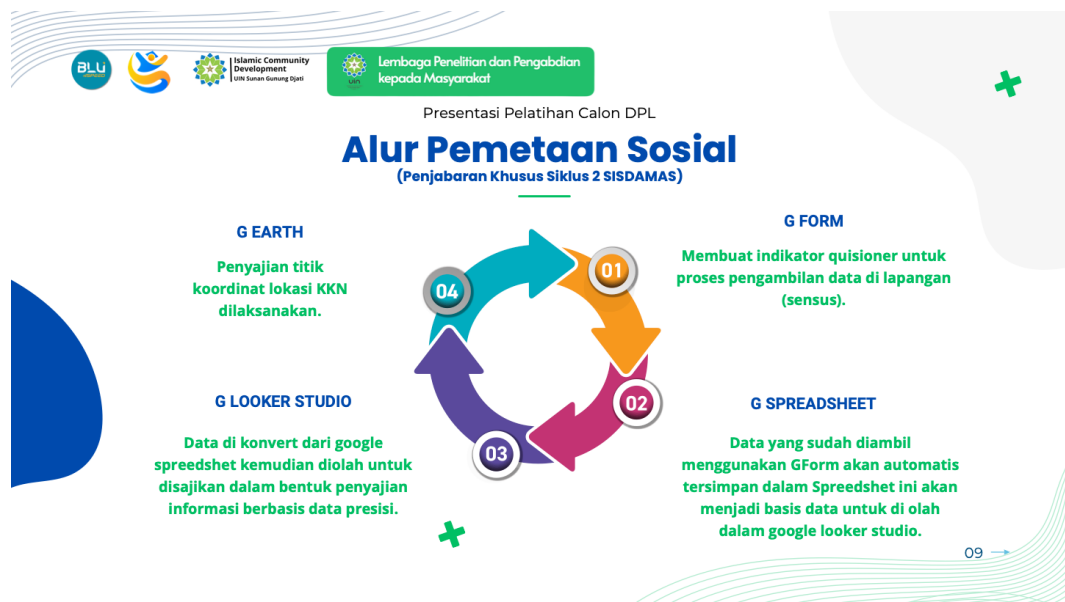 BLU
Islamic Community
Development
UIN Sunan Gunung Djati
uin
Lembaga Penelitian dan Pengabdian
kepada Masyarakat
Presentasi Pelatihan Calon DPL
Alur Pemetaan Sosial
(Penjabaran Khusus Siklus 2 SISDAMAS)
G FORM
Membuat indikator quisioner untuk
proses pengambilan data di lapangan
(sensus).
01
G SPREADSHEET
Data yang sudah diambil
menggunakan GForm akan automatis
tersimpan dalam Spreedshet ini akan
menjadi basis data untuk di olah
dalam google looker studio.
02
G LOOKER STUDIO
Data di konvert dari google
spreedshet kemudian diolah untuk
disajikan dalam bentuk penyajian
informasi berbasis data presisi.
03
G EARTH
Penyajian titik
koordinat lokasi KKN
dilaksanakan.
04
09